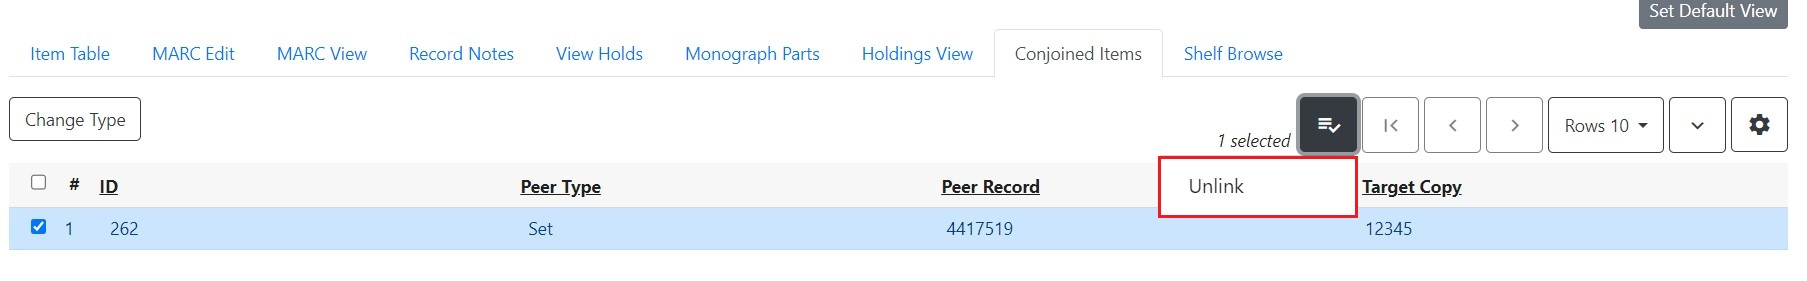 Set Default View
Item Table MARC Edit MARC View Record Notes View Holds Monograph Parts Holdings View Conjoined Items Shelf Browse
Change Type
1 selected Rows 10
Unlink
# ID Peer Type Peer Record Target Copy
1 262 Set 4417519 12345